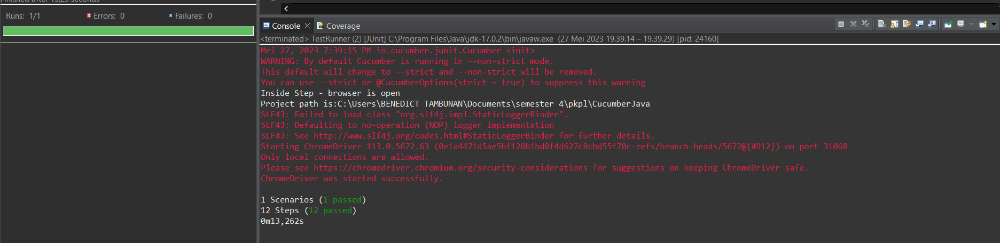 Finished after 13,29 seconds
Runs: 1/1 Errors: 0 Failures: 0
Console Coverage
<terminated> TestRunner (2) [JUnit] C:\Program Files\Java\jdk-17.0.2\bin\javaw.exe (27 Mei 2023 19.39.14 – 19.39.29) [pid: 24160]
Mei 27, 2023 7:39:15 PM io.cucumber.junit.Cucumber <init>
WARNING: By default Cucumber is running in --non-strict mode.
This default will change to --strict and --non-strict will be removed.
You can use --strict or @CucumberOptions(strict = true) to suppress this warning
Inside Step - browser is open
Project path is:C:\Users\BENEDICT TAMBUNAN\Documents\semester 4\pkpl\CucumberJava
SLF4J: Failed to load class "org.slf4j.impl.StaticLoggerBinder".
SLF4J: Defaulting to no-operation (NOP) logger implementation
SLF4J: See http://www.slf4j.org/codes.html#StaticLoggerBinder for further details.
Starting ChromeDriver 113.0.5672.63 (0e1a4471d5ae5bf128b1bd8f4d627c8cbd55f70c-refs/branch-heads/5672@{#912}) on port 31068
Only local connections are allowed.
Please see https://chromedriver.chromium.org/security-considerations for suggestions on keeping ChromeDriver safe.
ChromeDriver was started successfully.
1 Scenarios (1 passed)
12 Steps (12 passed)
0m13,262s